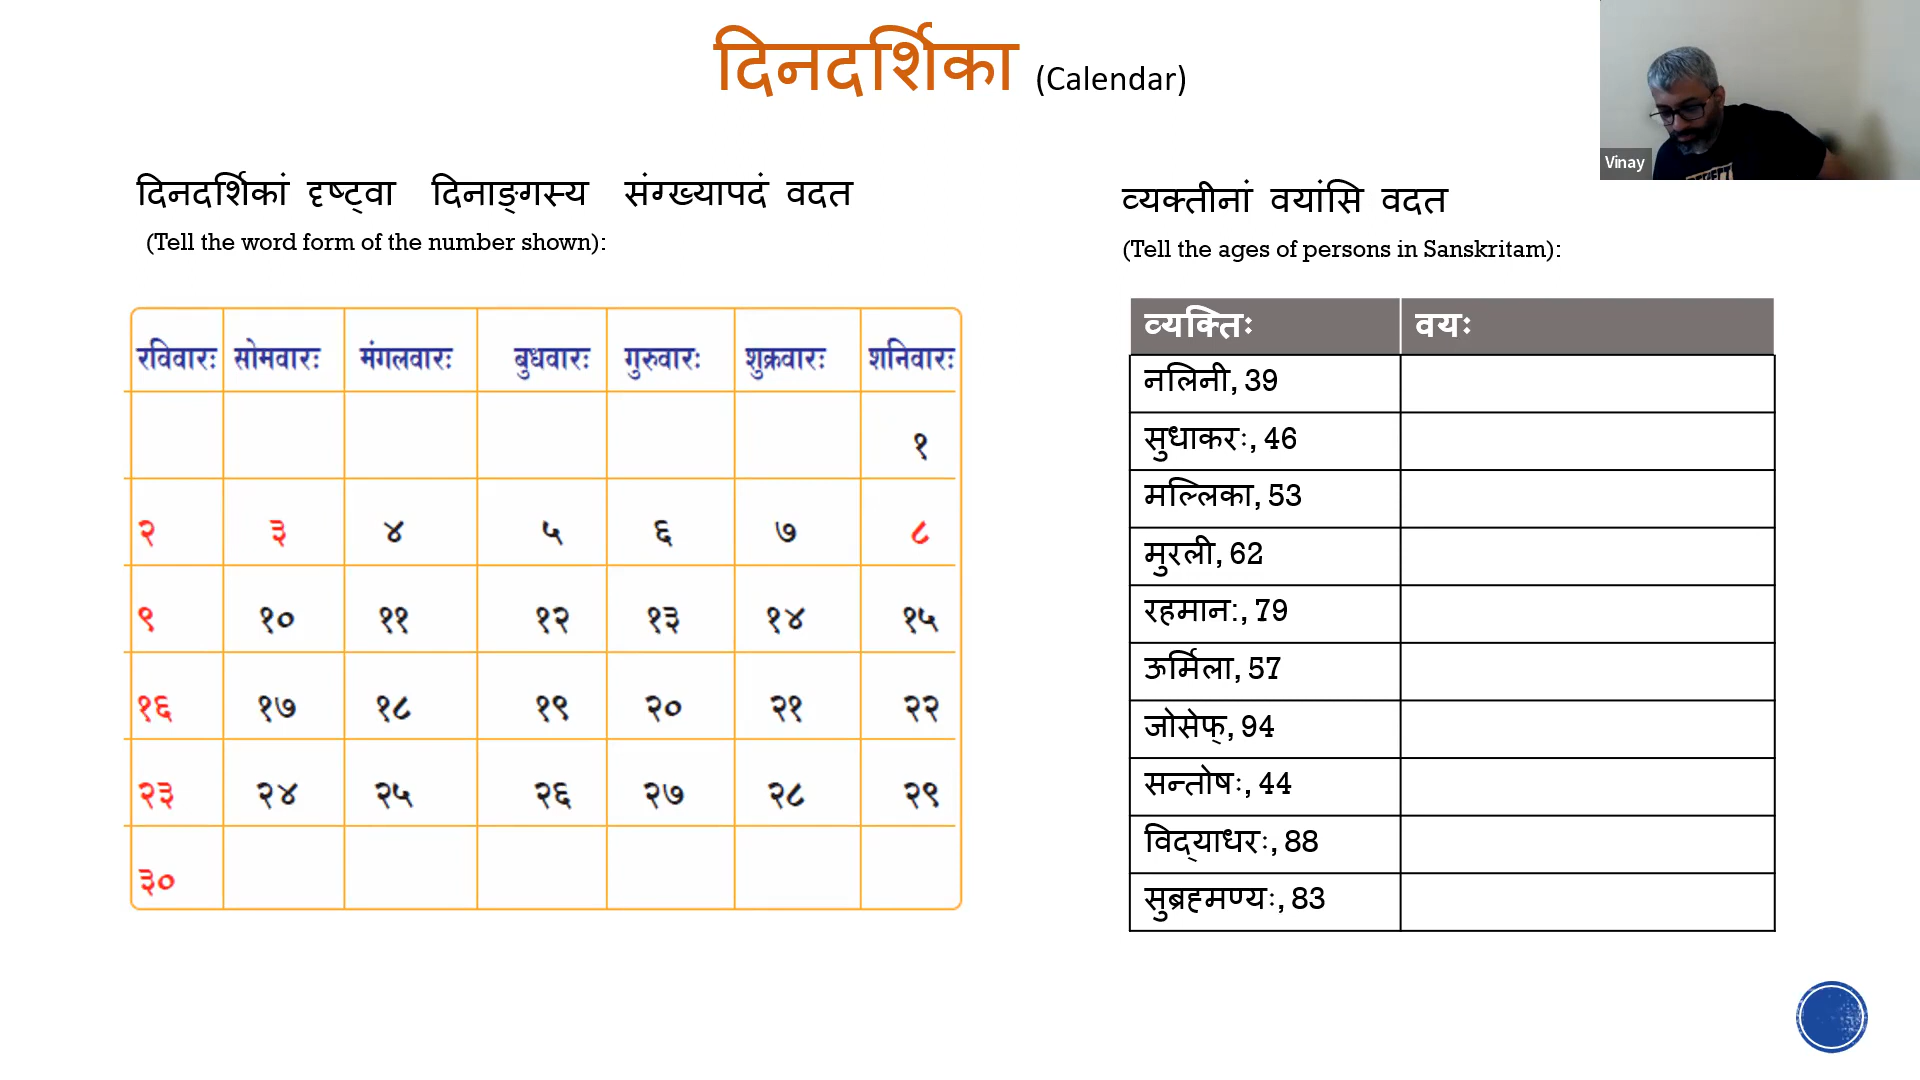 दिनदर्शिका (Calendar)
Vinay
दिनदर्शिकां दृष्ट्वा दिनाङ्गस्य संग्ख्यापदं वदत
(Tell the word form of the number shown):
रविवारः सोमवारः मंगलवारः बुधवारः गुरुवारः शुक्रवारः शनिवारः
१
२ ३ ४ ५ ६ ७ ८
९ १० ११ १२ १३ १४ १५
१६ १७ १८ १९ २० २१ २२
२३ २४ २५ २६ २७ २८ २९
३०
व्यक्तीनां वयांसि वदत
(Tell the ages of persons in Sanskritam):
व्यक्तिः वयः
नलिनी, 39
सुधाकरः, 46
मल्लिका, 53
मुरली, 62
रहमान:, 79
ऊर्मिला, 57
जोसेफ्, 94
सन्तोषः, 44
विद्याधरः, 88
सुब्रह्मण्यः, 83